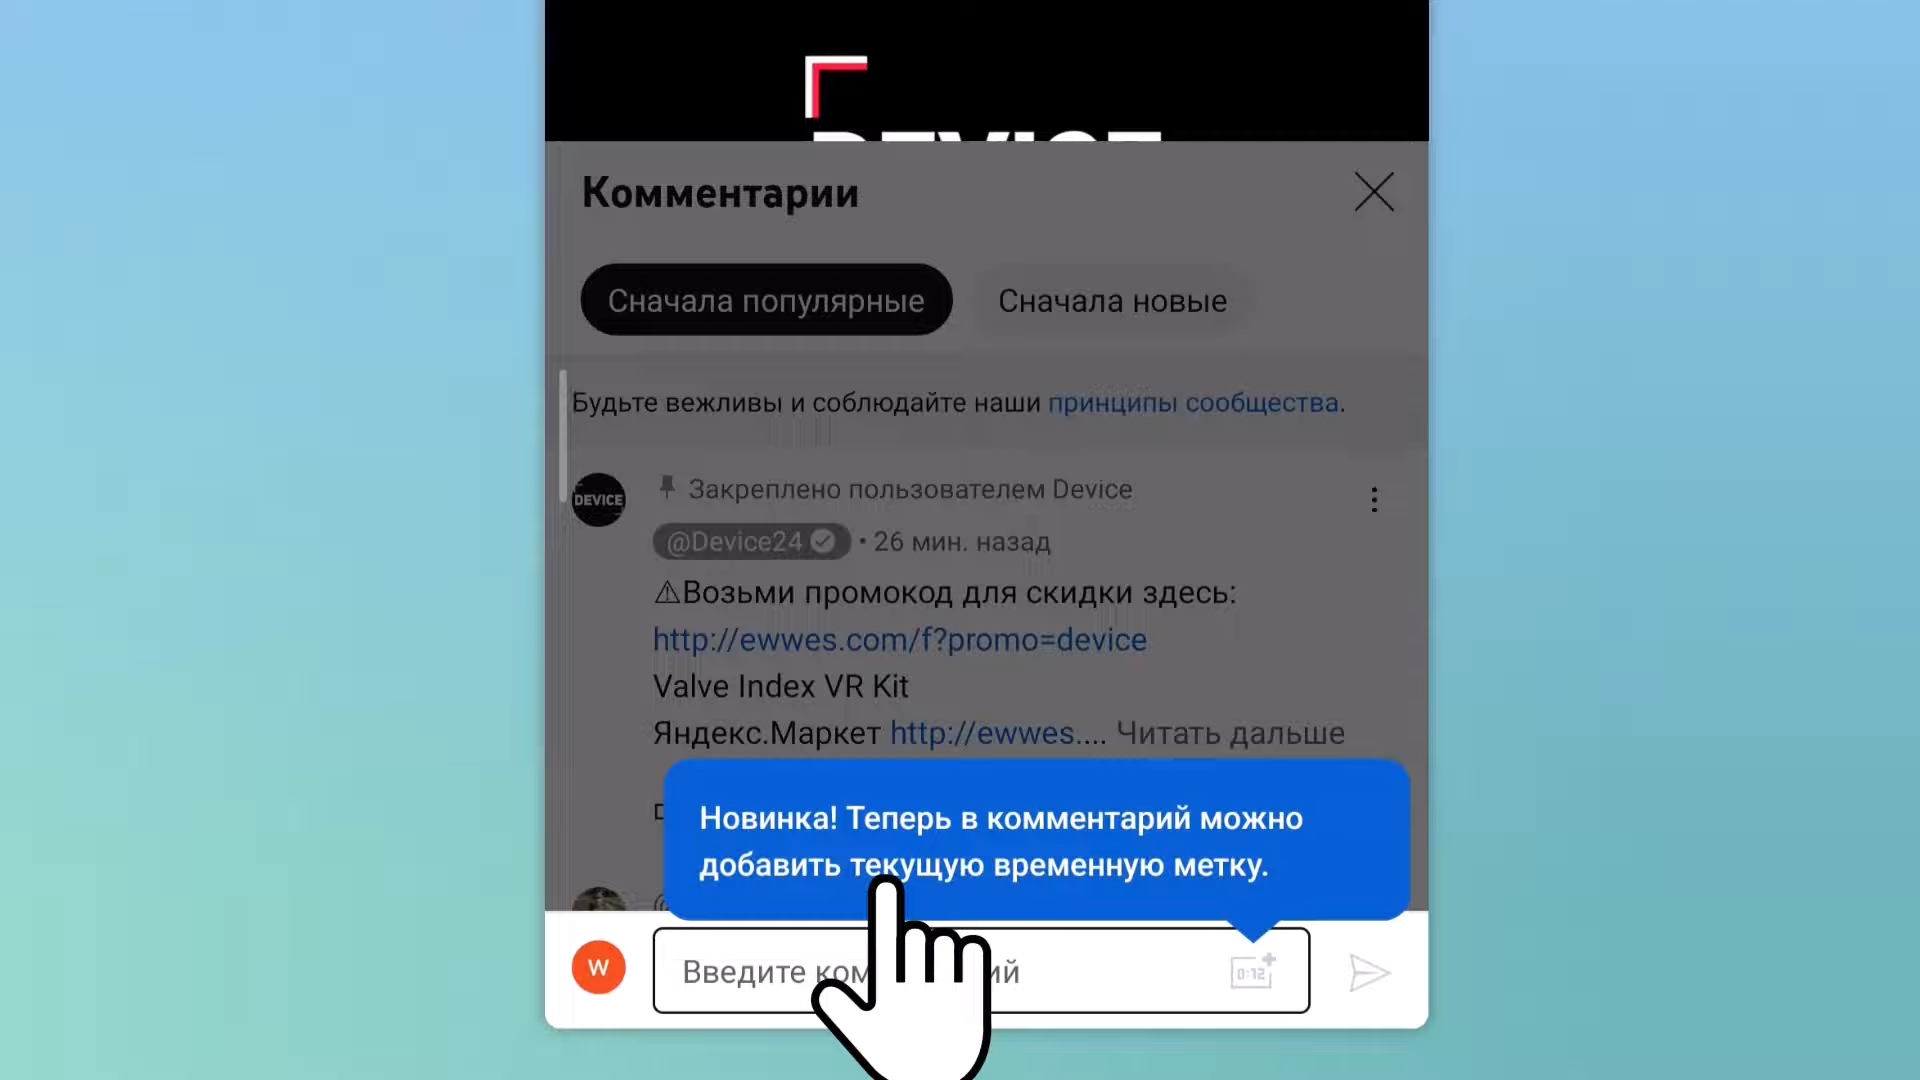 DEVICE
Комментарии
Сначала популярные
Сначала новые
Будьте вежливы и соблюдайте наши принципы сообщества.
DEVICE
Закреплено пользователем Device
@Device24 • 26 мин. назад
⚠Возьми промокод для скидки здесь:
http://ewwes.com/f?promo=device
Valve Index VR Kit
Яндекс.Маркет http://ewwes.... Читать дальше
Новинка! Теперь в комментарий можно
добавить текущую временную метку.
W
Введите ком ий
0:12